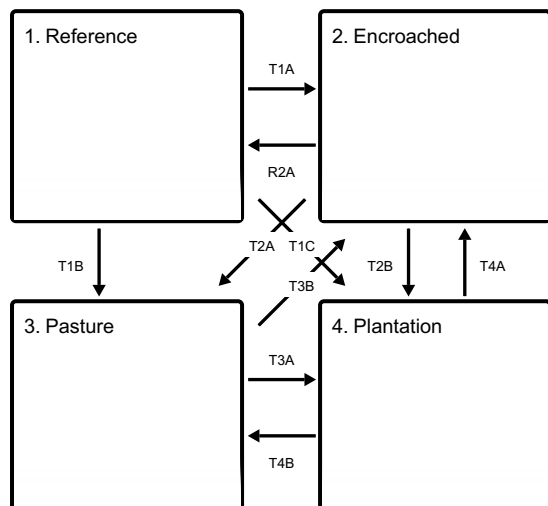 1. Reference
2. Encroached
T1A
R2A
T1B
T2A
T1C
T2B
T4A
T3B
3. Pasture
4. Plantation
T3A
T4B